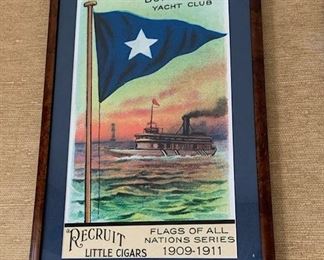 YACHT CLUB
RECRUIT
LITTLE CIGARS
FLAGS OF ALL
NATIONS SERIES
1909-1911